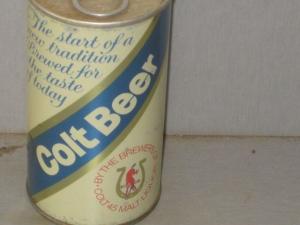 The start of a
new tradition
Brewed for
the taste
of today
Colt Beer
BY THE BREWERS
COLT 45 MALT LIQUOR